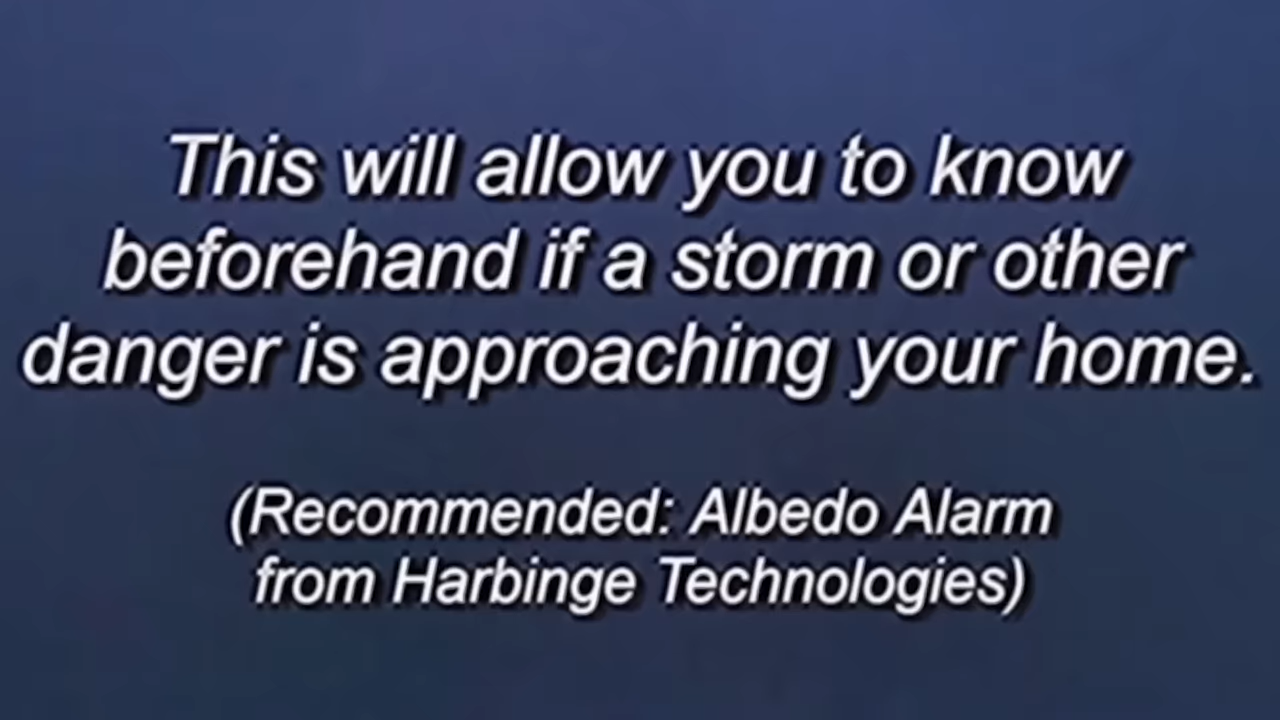 This will allow you to know
beforehand if a storm or other
danger is approaching your home.
(Recommended: Albedo Alarm
from Harbinge Technologies)